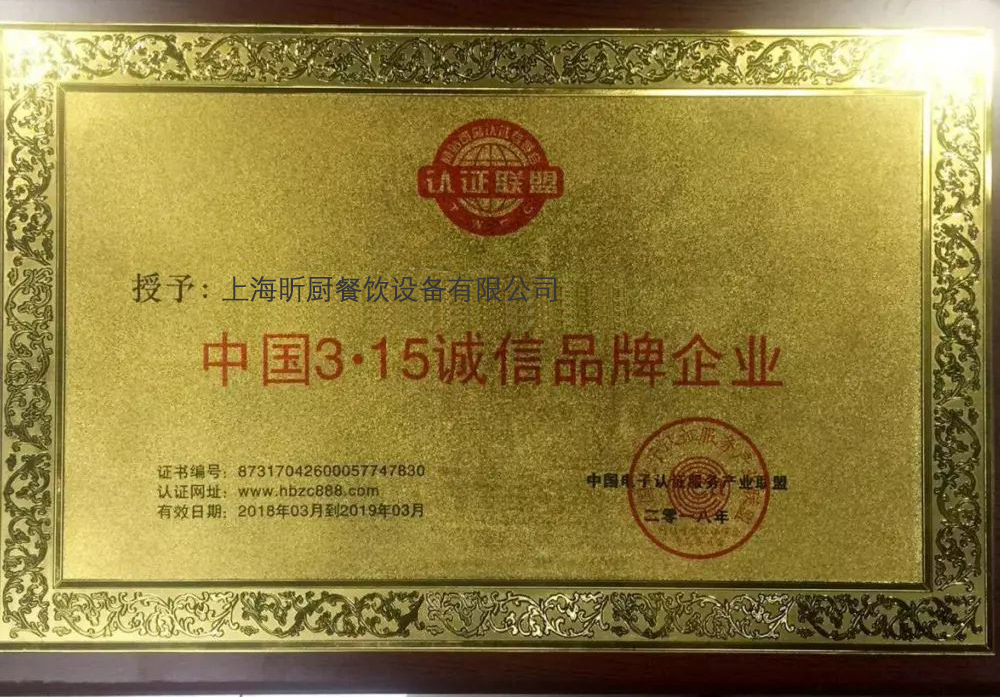 认证联盟
授予：上海昕厨餐饮设备有限公司
中国3·15诚信品牌企业
证书编号：87317042600057747830
认证网址：www.hbzc888.com
有效日期：2018年03月到2019年03月
中国电子认证服务产业联盟
二零一八年